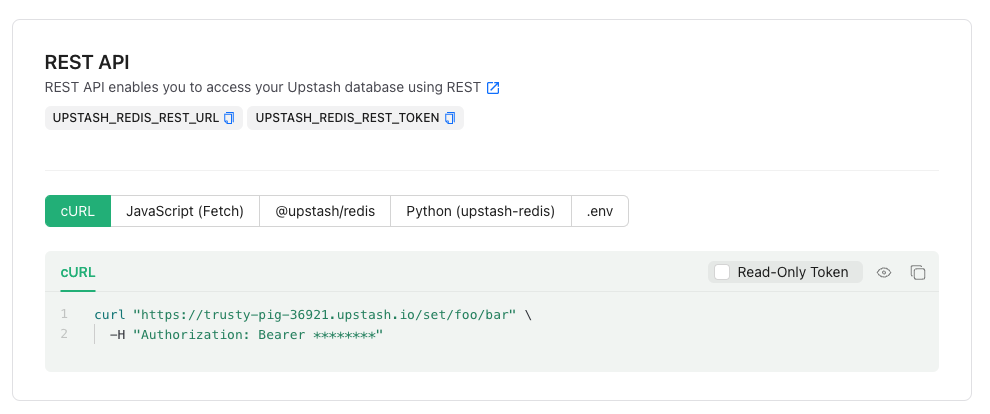 REST API
REST API enables you to access your Upstash database using REST
UPSTASH_REDIS_REST_URL UPSTASH_REDIS_REST_TOKEN
cURL JavaScript (Fetch) @upstash/redis Python (upstash-redis) .env
cURL Read-Only Token
1 curl "https://trusty-pig-36921.upstash.io/set/foo/bar" \
2 -H "Authorization: Bearer ********"